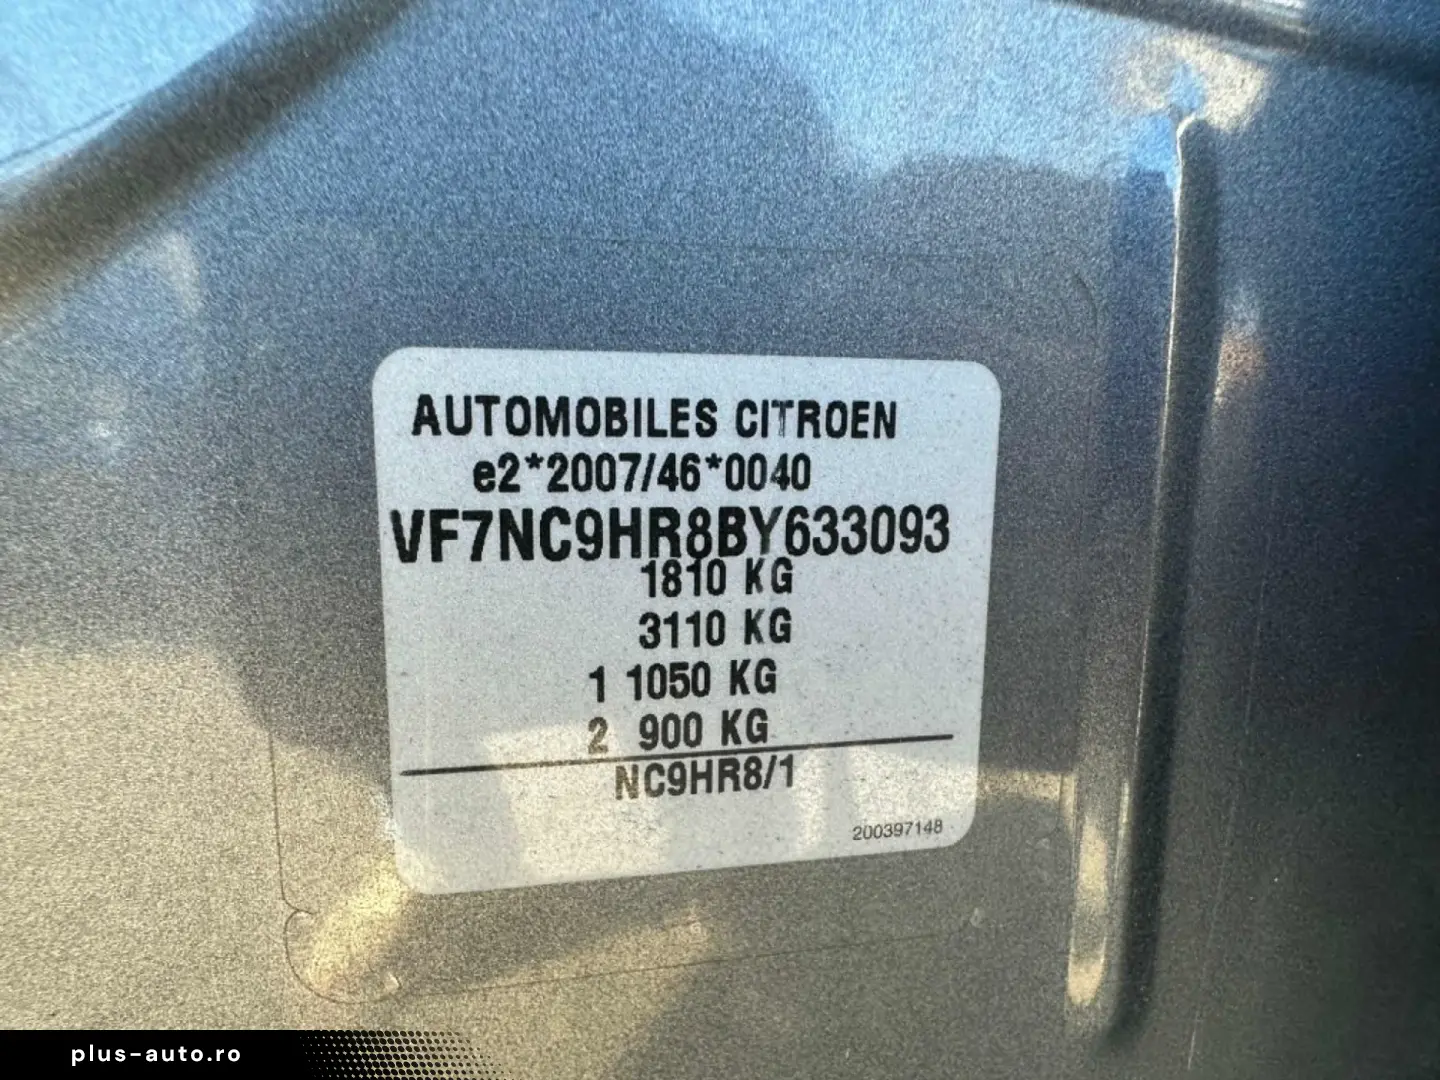 AUTOMOBILES CITROEN
e2*2007/46*0040
VF7NC9HR8BY633093
1810 KG
3110 KG
1 1050 KG
2 900 KG
NC9HR8/1
200397148
plus-auto.ro